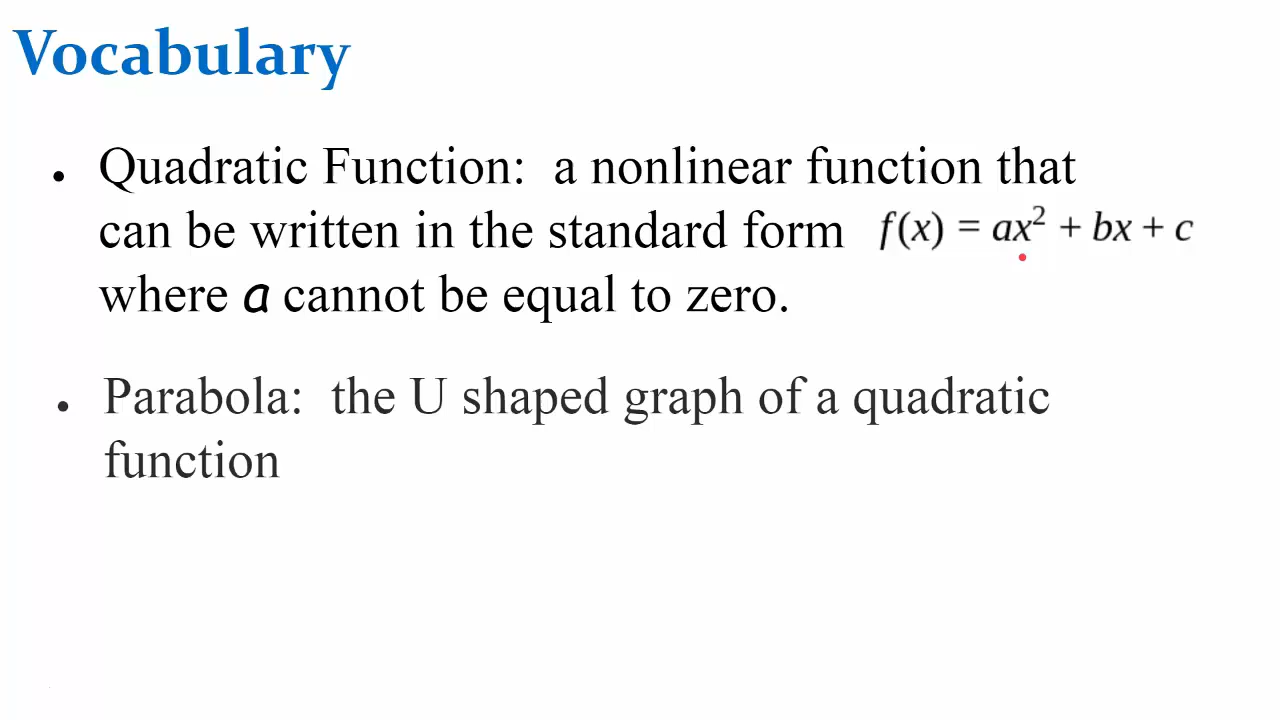 Vocabulary
• Quadratic Function: a nonlinear function that
can be written in the standard form f(x) = ax² + bx + c
where a cannot be equal to zero.
• Parabola: the U shaped graph of a quadratic
function